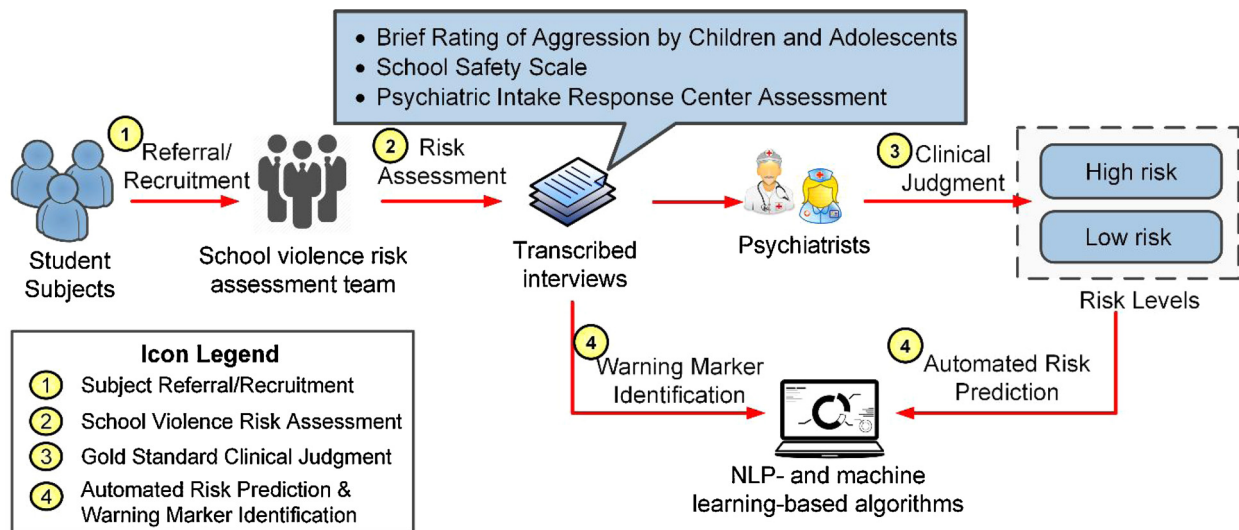 • Brief Rating of Aggression by Children and Adolescents
• School Safety Scale
• Psychiatric Intake Response Center Assessment
1
Referral/
Recruitment
2
Risk
Assessment
3
Clinical
Judgment
High risk
Low risk
Student
Subjects
School violence risk
assessment team
Transcribed
interviews
Psychiatrists
Risk Levels
4
Warning Marker
Identification
4
Automated Risk
Prediction
NLP- and machine
learning-based algorithms
Icon Legend
1 Subject Referral/Recruitment
2 School Violence Risk Assessment
3 Gold Standard Clinical Judgment
4 Automated Risk Prediction &
Warning Marker Identification